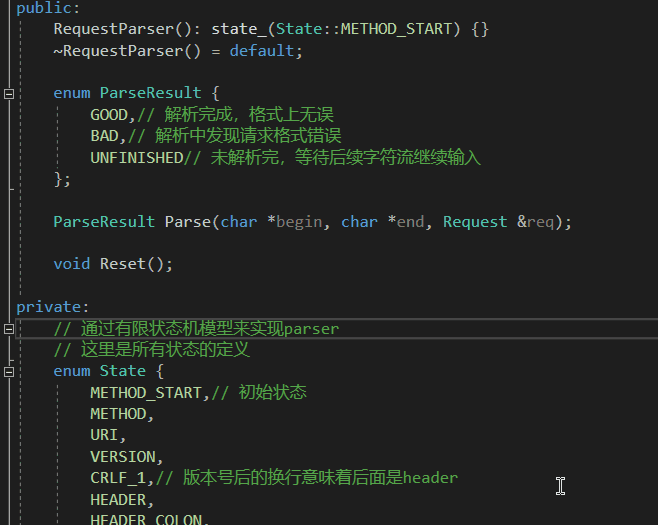 public:
RequestParser(): state_(State::METHOD_START) {}
~RequestParser() = default;
enum ParseResult {
GOOD,// 解析完成，格式上无误
BAD,// 解析中发现请求格式错误
UNFINISHED// 未解析完，等待后续字符流继续输入
};
ParseResult Parse(char *begin, char *end, Request &req);
void Reset();
private:
// 通过有限状态机模型来实现parser
// 这里是所有状态的定义
enum State {
METHOD_START,// 初始状态
METHOD,
URI,
VERSION,
CRLF_1,// 版本号后的换行意味着后面是header
HEADER,
HEADER_COLON,